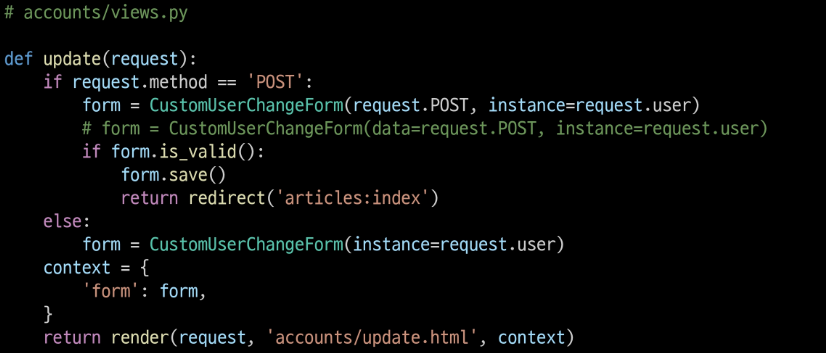 # accounts/views.py

def update(request):
    if request.method == 'POST':
        form = CustomUserChangeForm(request.POST, instance=request.user)
        # form = CustomUserChangeForm(data=request.POST, instance=request.user)
        if form.is_valid():
            form.save()
            return redirect('articles:index')
    else:
        form = CustomUserChangeForm(instance=request.user)
    context = {
        'form': form,
    }
    return render(request, 'accounts/update.html', context)